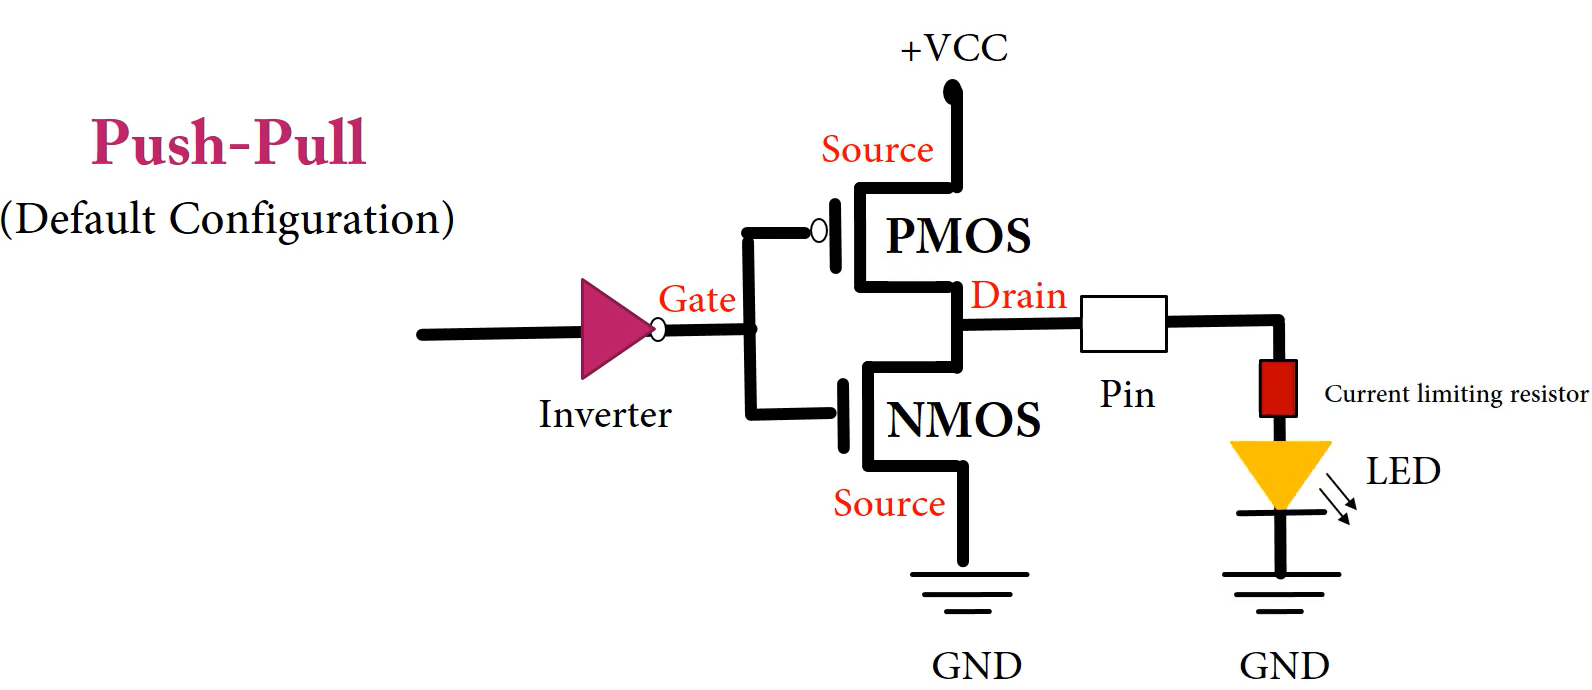 +VCC
Push-Pull
(Default Configuration)
Source
PMOS
Gate
Drain
Inverter
Pin
Current limiting resistor
NMOS
LED
Source
GND
GND